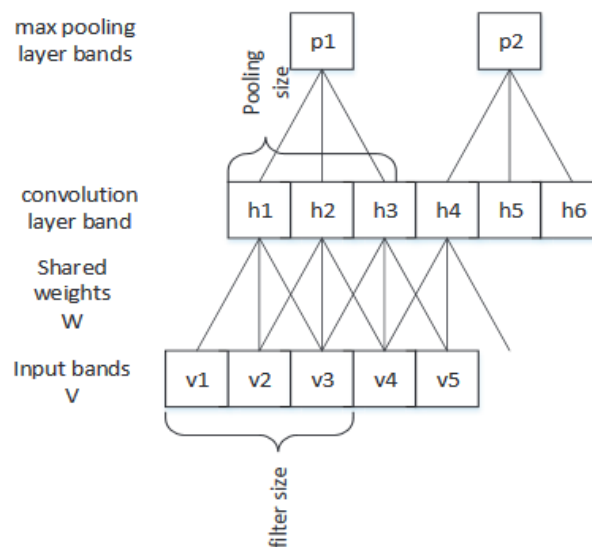 max pooling
layer bands
p1
p2
Pooling
size
convolution
layer band
h1
h2
h3
h4
h5
h6
Shared
weights
W
Input bands
V
v1
v2
v3
v4
v5
filter size